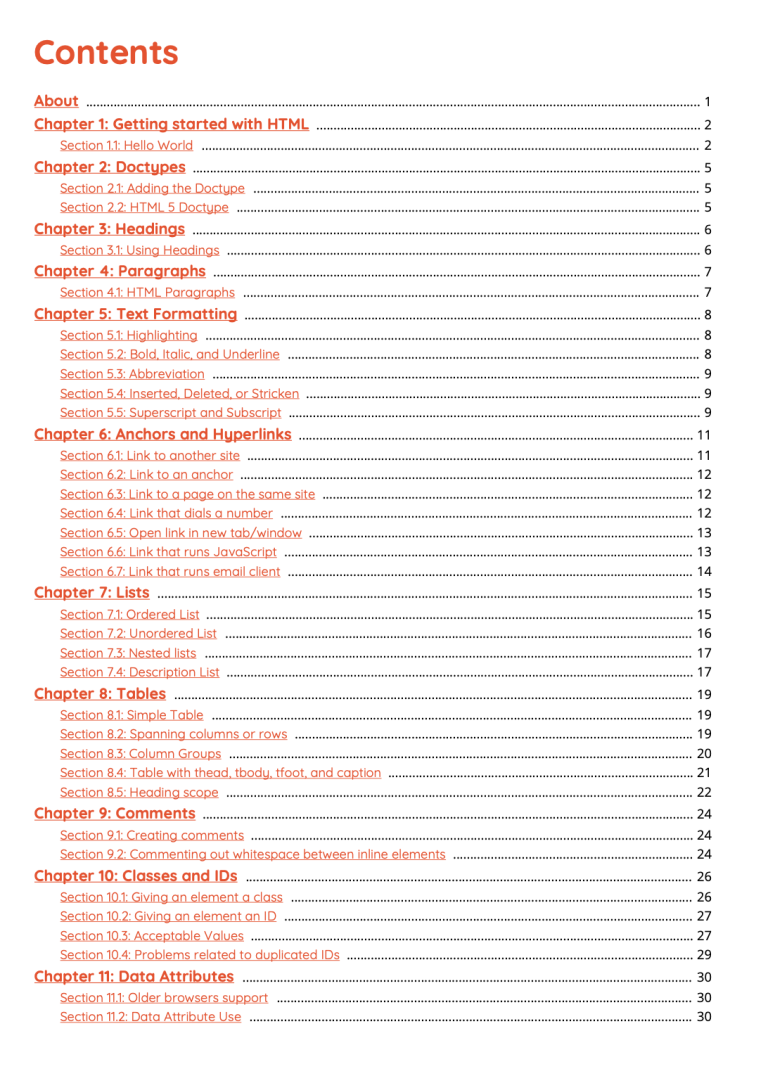 Contents
About ........ 1
Chapter 1: Getting started with HTML ........ 2
Section 1.1: Hello World ........ 2
Chapter 2: Doctypes ........ 5
Section 2.1: Adding the Doctype ........ 5
Section 2.2: HTML 5 Doctype ........ 5
Chapter 3: Headings ........ 6
Section 3.1: Using Headings ........ 6
Chapter 4: Paragraphs ........ 7
Section 4.1: HTML Paragraphs ........ 7
Chapter 5: Text Formatting ........ 8
Section 5.1: Highlighting ........ 8
Section 5.2: Bold, Italic, and Underline ........ 8
Section 5.3: Abbreviation ........ 9
Section 5.4: Inserted, Deleted, or Stricken ........ 9
Section 5.5: Superscript and Subscript ........ 9
Chapter 6: Anchors and Hyperlinks ........ 11
Section 6.1: Link to another site ........ 11
Section 6.2: Link to an anchor ........ 12
Section 6.3: Link to a page on the same site ........ 12
Section 6.4: Link that dials a number ........ 12
Section 6.5: Open link in new tab/window ........ 13
Section 6.6: Link that runs JavaScript ........ 13
Section 6.7: Link that runs email client ........ 14
Chapter 7: Lists ........ 15
Section 7.1: Ordered List ........ 15
Section 7.2: Unordered List ........ 16
Section 7.3: Nested lists ........ 17
Section 7.4: Description List ........ 17
Chapter 8: Tables ........ 19
Section 8.1: Simple Table ........ 19
Section 8.2: Spanning columns or rows ........ 19
Section 8.3: Column Groups ........ 20
Section 8.4: Table with thead, tbody, tfoot, and caption ........ 21
Section 8.5: Heading scope ........ 22
Chapter 9: Comments ........ 24
Section 9.1: Creating comments ........ 24
Section 9.2: Commenting out whitespace between inline elements ........ 24
Chapter 10: Classes and IDs ........ 26
Section 10.1: Giving an element a class ........ 26
Section 10.2: Giving an element an ID ........ 27
Section 10.3: Acceptable Values ........ 27
Section 10.4: Problems related to duplicated IDs ........ 29
Chapter 11: Data Attributes ........ 30
Section 11.1: Older browsers support ........ 30
Section 11.2: Data Attribute Use ........ 30